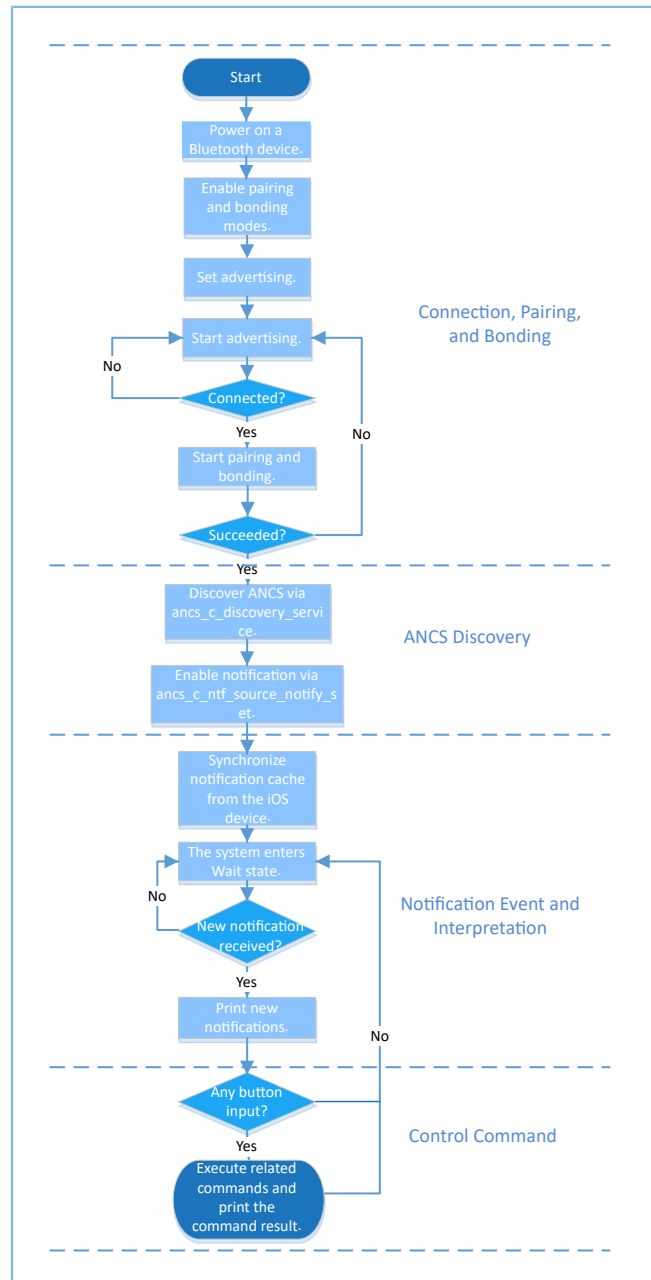 Start
Power on a
Bluetooth device.
Enable pairing
and bonding
modes.
Set advertising.
Connection, Pairing,
and Bonding
Start advertising.
No
Connected?
Yes
No
Start pairing and
bonding.
Succeeded?
Yes
Discover ANCS via
ancs_c_discovery_servi
ce.
ANCS Discovery
Enable notification via
ancs_c_ntf_source_notify_s
et.
Synchronize
notification cache
from the iOS
device.
The system enters
Wait state.
No
Notification Event and
Interpretation
New notification
received?
Yes
Print new
notifications.
No
Any button
input?
Control Command
Yes
Execute related
commands and
print the
command result.